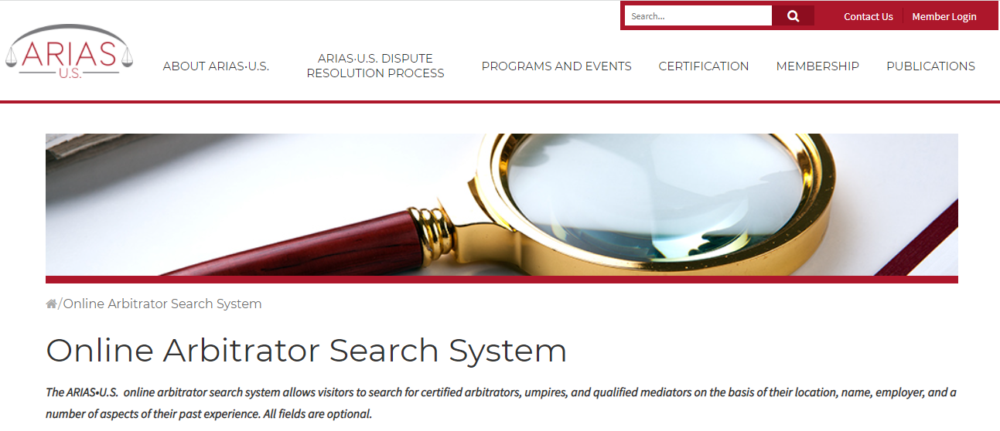 Search...
Contact Us
Member Login
ARIAS
U.S.
ABOUT ARIAS•U.S.
ARIAS•U.S. DISPUTE
RESOLUTION PROCESS
PROGRAMS AND EVENTS
CERTIFICATION
MEMBERSHIP
PUBLICATIONS
/Online Arbitrator Search System
Online Arbitrator Search System
The ARIAS•U.S.  online arbitrator search system allows visitors to search for certified arbitrators, umpires, and qualified mediators on the basis of their location, name, employer, and a
number of aspects of their past experience. All fields are optional.